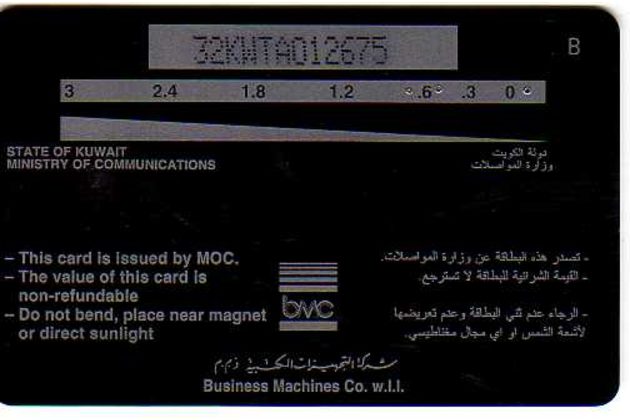 32KWTA012675
B
3 2.4 1.8 1.2 .6 .3 0
STATE OF KUWAIT
MINISTRY OF COMMUNICATIONS
دولة الكويت
وزارة المواصلات
– This card is issued by MOC.
– The value of this card is
non-refundable
– Do not bend, place near magnet
or direct sunlight
bmc
- تصدر هذه البطاقة عن وزارة المواصلات.
- القيمة الشرائية للبطاقة لا تسترجع.
- الرجاء عدم ثني البطاقة وعدم تعريضها
لأشعة الشمس او اي مجال مغناطيسي.
شركة التجهيزات المكتبية ذ.م.م
Business Machines Co. w.l.l.